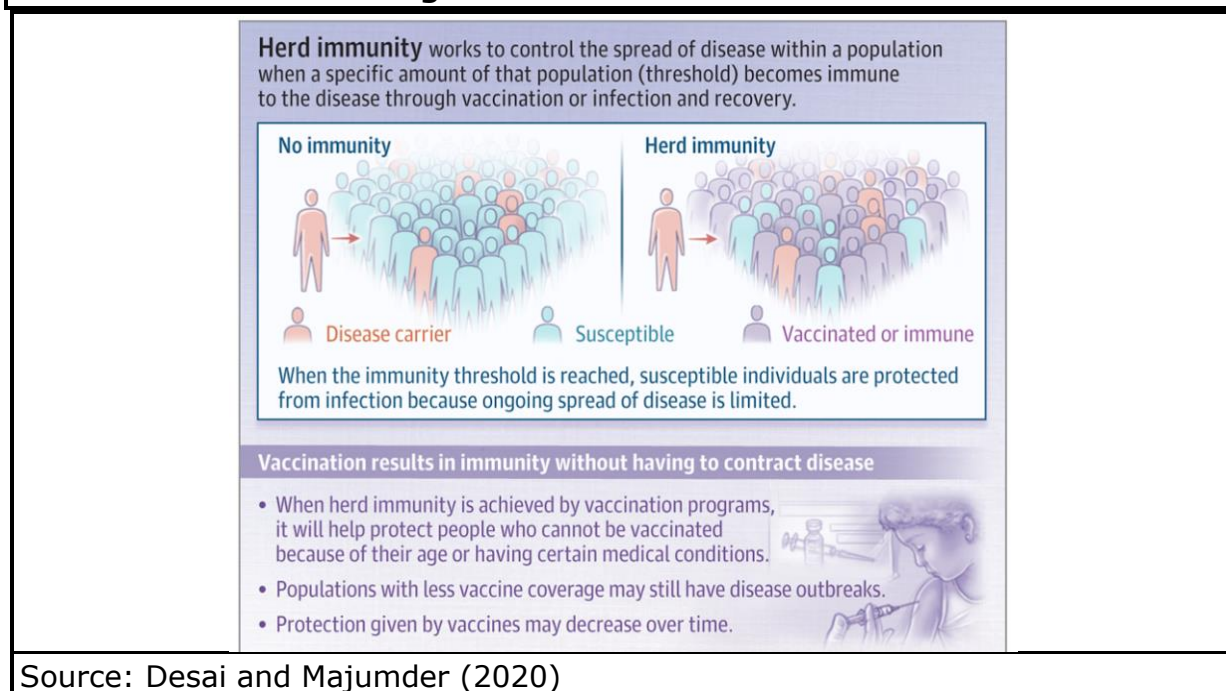 Herd immunity works to control the spread of disease within a population
when a specific amount of that population (threshold) becomes immune
to the disease through vaccination or infection and recovery.
No immunity
Herd immunity
Disease carrier
Susceptible
Vaccinated or immune
When the immunity threshold is reached, susceptible individuals are protected
from infection because ongoing spread of disease is limited.
Vaccination results in immunity without having to contract disease
• When herd immunity is achieved by vaccination programs,
it will help protect people who cannot be vaccinated
because of their age or having certain medical conditions.
• Populations with less vaccine coverage may still have disease outbreaks.
• Protection given by vaccines may decrease over time.
Source: Desai and Majumder (2020)